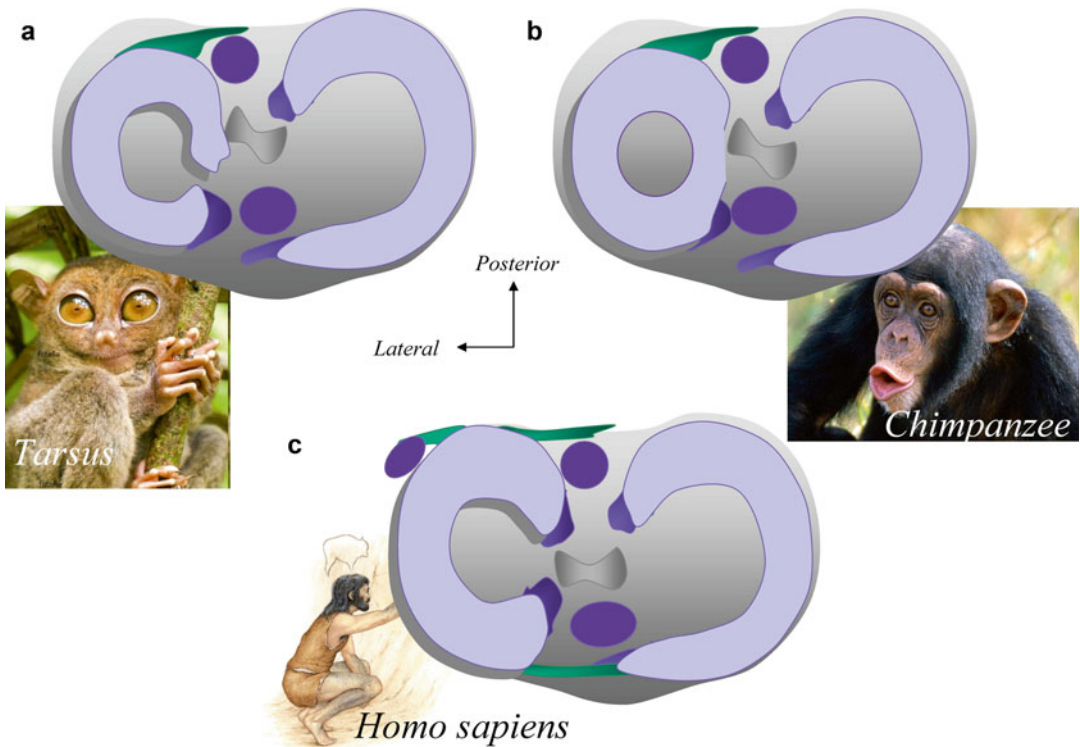 a
b
Posterior
Lateral
Tarsus
Chimpanzee
c
Homo sapiens